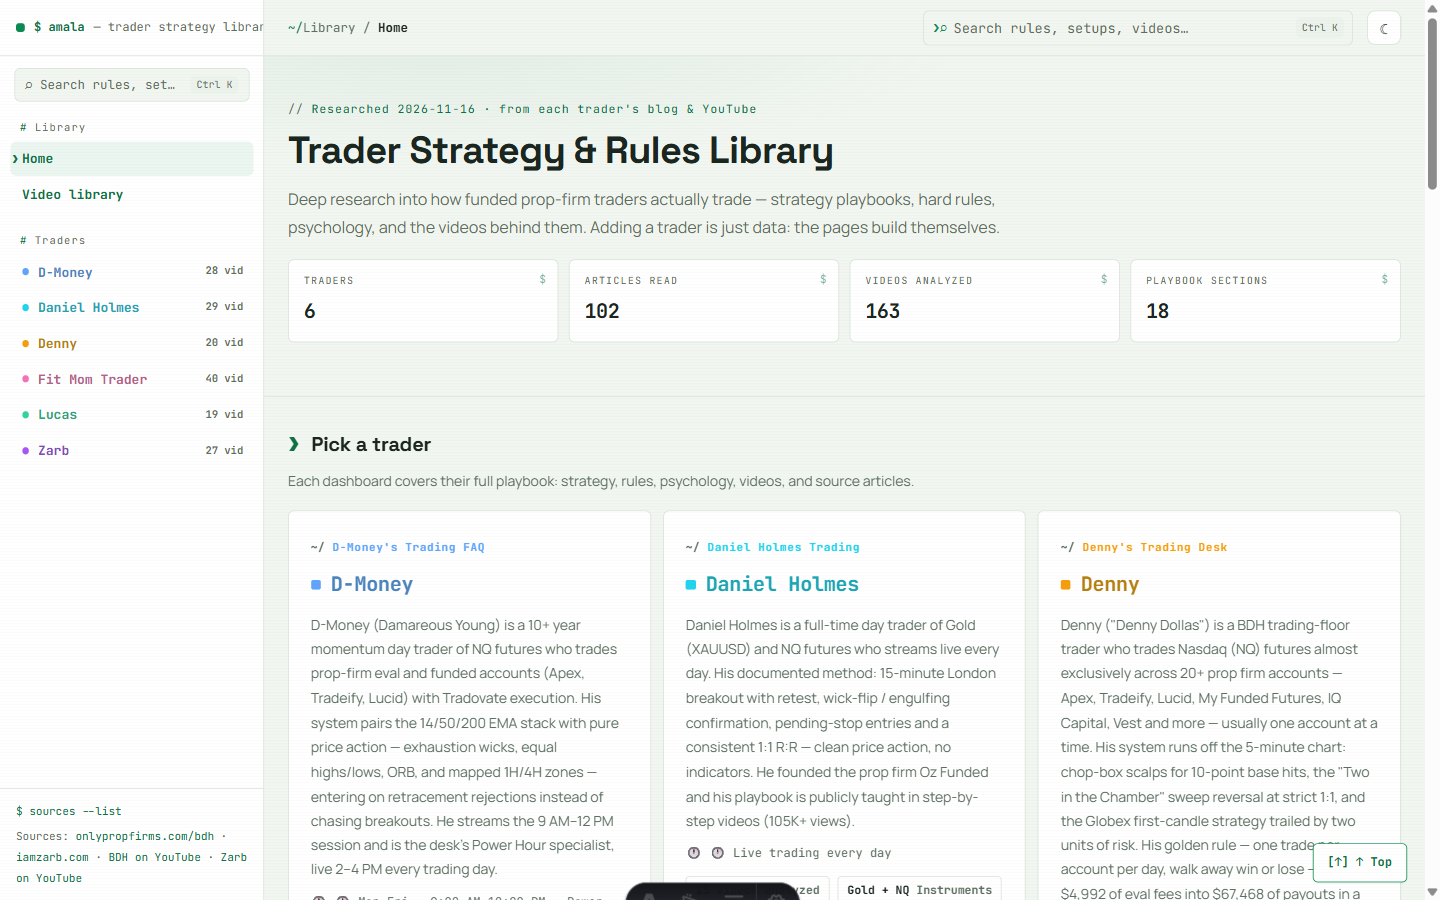 $ amala — trader strategy librar
Search rules, set… Ctrl K
# Library
Home
Video library
# Traders
D-Money 28 vid
Daniel Holmes 29 vid
Denny 20 vid
Fit Mom Trader 40 vid
Lucas 19 vid
Zarb 27 vid
$ sources --list
Sources: onlypropfirms.com/bdh ·
iamzarb.com · BDH on YouTube · Zarb
on YouTube
~/Library / Home
Search rules, setups, videos… Ctrl K
// Researched 2026-11-16 · from each trader's blog & YouTube
Trader Strategy & Rules Library
Deep research into how funded prop-firm traders actually trade — strategy playbooks, hard rules,
psychology, and the videos behind them. Adding a trader is just data: the pages build themselves.
TRADERS $
6
ARTICLES READ $
102
VIDEOS ANALYZED $
163
PLAYBOOK SECTIONS $
18
❯ Pick a trader
Each dashboard covers their full playbook: strategy, rules, psychology, videos, and source articles.
~/ D-Money's Trading FAQ
D-Money
D-Money (Damareous Young) is a 10+ year
momentum day trader of NQ futures who trades
prop-firm eval and funded accounts (Apex,
Tradeify, Lucid) with Tradovate execution. His
system pairs the 14/50/200 EMA stack with pure
price action — exhaustion wicks, equal
highs/lows, ORB, and mapped 1H/4H zones —
entering on retracement rejections instead of
chasing breakouts. He streams the 9 AM–12 PM
session and is the desk's Power Hour specialist,
live 2–4 PM every trading day.
~/ Daniel Holmes Trading
Daniel Holmes
Daniel Holmes is a full-time day trader of Gold
(XAUUSD) and NQ futures who streams live every
day. His documented method: 15-minute London
breakout with retest, wick-flip / engulfing
confirmation, pending-stop entries and a
consistent 1:1 R:R — clean price action, no
indicators. He founded the prop firm Oz Funded
and his playbook is publicly taught in step-by-
step videos (105K+ views).
Live trading every day
Gold + NQ Instruments
~/ Denny's Trading Desk
Denny
Denny ("Denny Dollas") is a BDH trading-floor
trader who trades Nasdaq (NQ) futures almost
exclusively across 20+ prop firm accounts —
Apex, Tradeify, Lucid, My Funded Futures, IQ
Capital, Vest and more — usually one account at a
time. His system runs off the 5-minute chart:
chop-box scalps for 10-point base hits, the "Two
in the Chamber" sweep reversal at strict 1:1, and
the Globex first-candle strategy trailed by two
units of risk. His golden rule — one trade per
account per day, walk away win or lose —
$4,992 of eval fees into $67,468 of payouts in a
[↑] ↑ Top